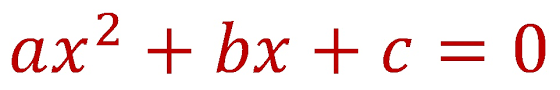 ax² + bx + c = 0